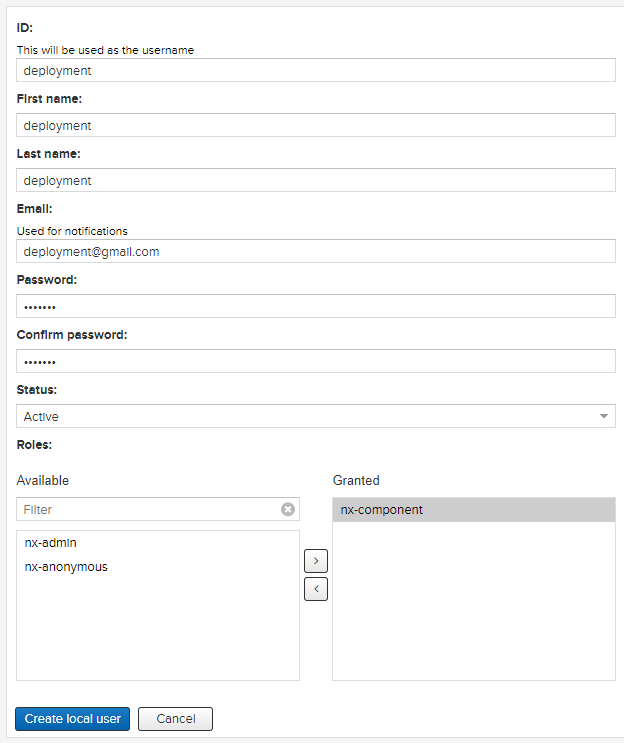 ID:
This will be used as the username
deployment
First name:
deployment
Last name:
deployment
Email:
Used for notifications
deployment@gmail.com
Password:
•••••••
Confirm password:
•••••••
Status:
Active
Roles:
Available Granted
Filter nx-component
nx-admin
nx-anonymous
Create local user Cancel